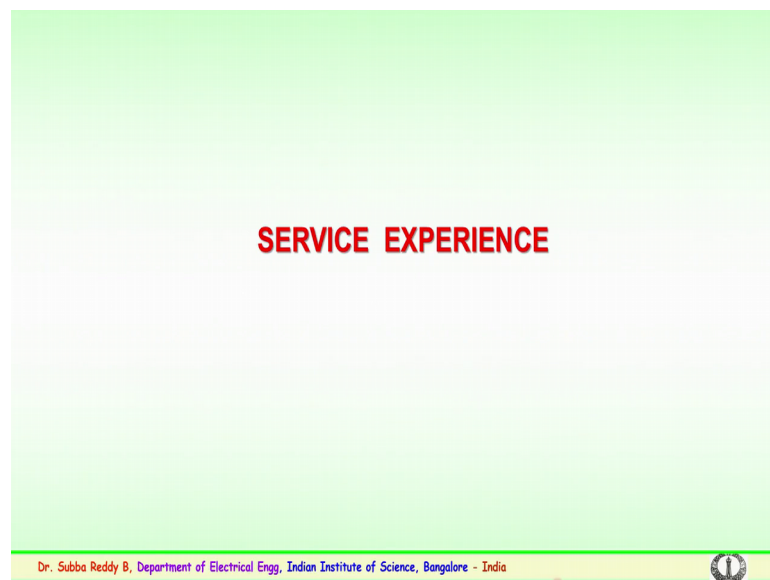 SERVICE EXPERIENCE
Dr. Subba Reddy B, Department of Electrical Engg, Indian Institute of Science, Bangalore - India